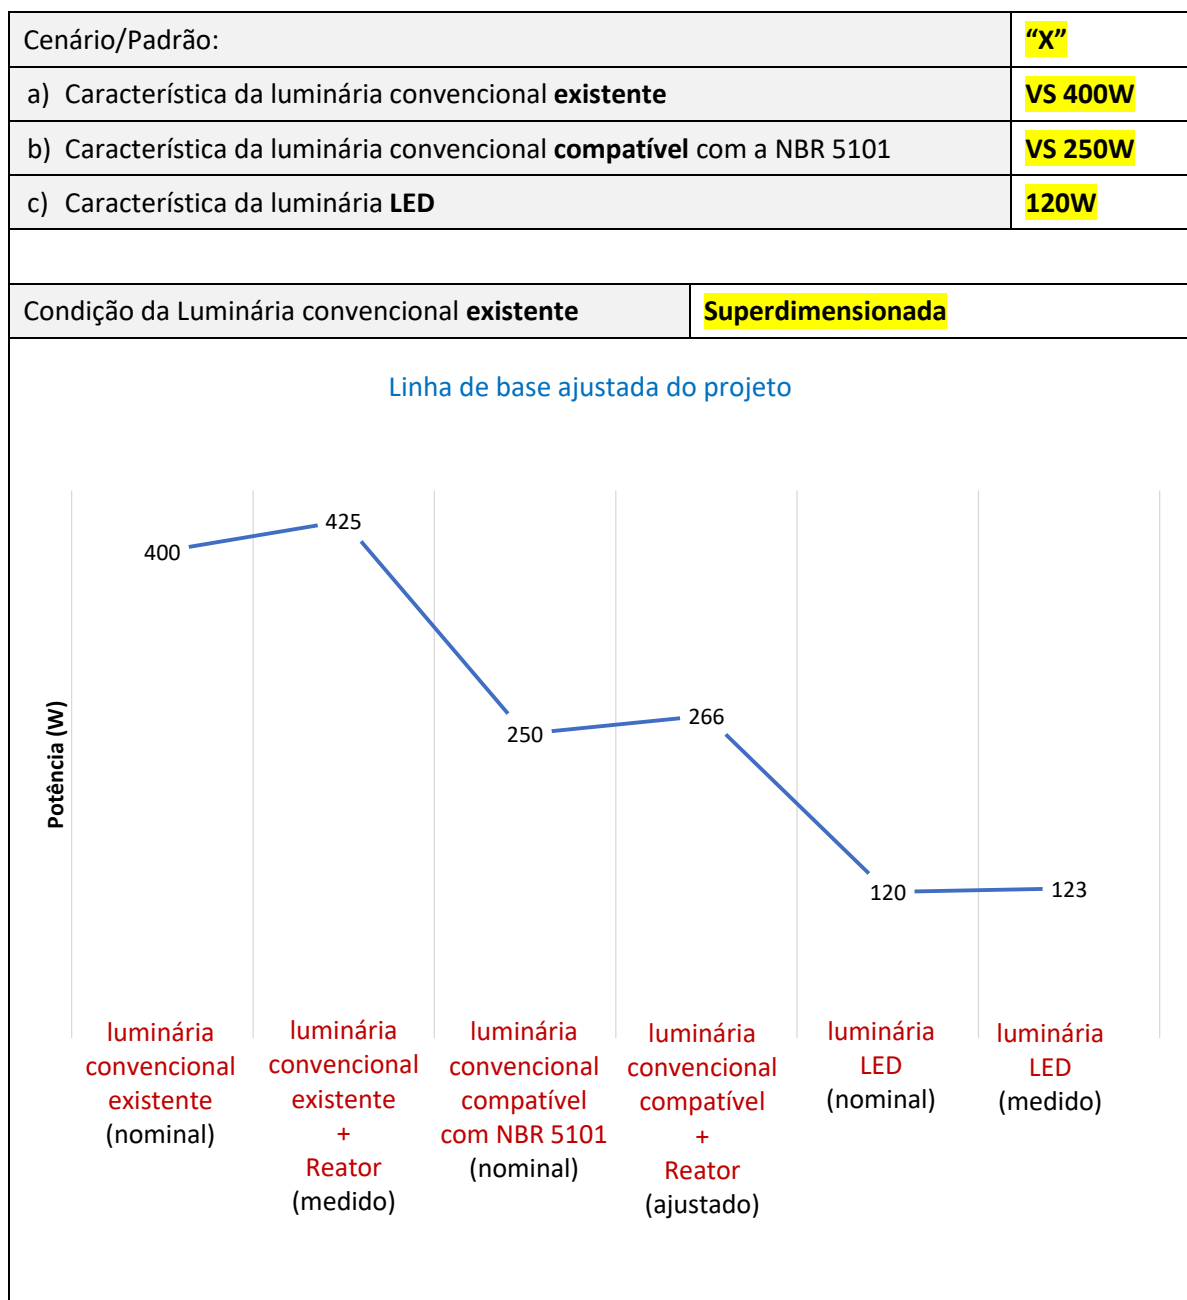 Cenário/Padrão: “X”
a) Característica da luminária convencional existente VS 400W
b) Característica da luminária convencional compatível com a NBR 5101 VS 250W
c) Característica da luminária LED 120W
Condição da Luminária convencional existente Superdimensionada
Linha de base ajustada do projeto
Potência (W)
400
425
250
266
120
123
luminária
convencional
existente
(nominal)
luminária
convencional
existente
+
Reator
(medido)
luminária
convencional
compatível
com NBR 5101
(nominal)
luminária
convencional
compatível
+
Reator
(ajustado)
luminária
LED
(nominal)
luminária
LED
(medido)